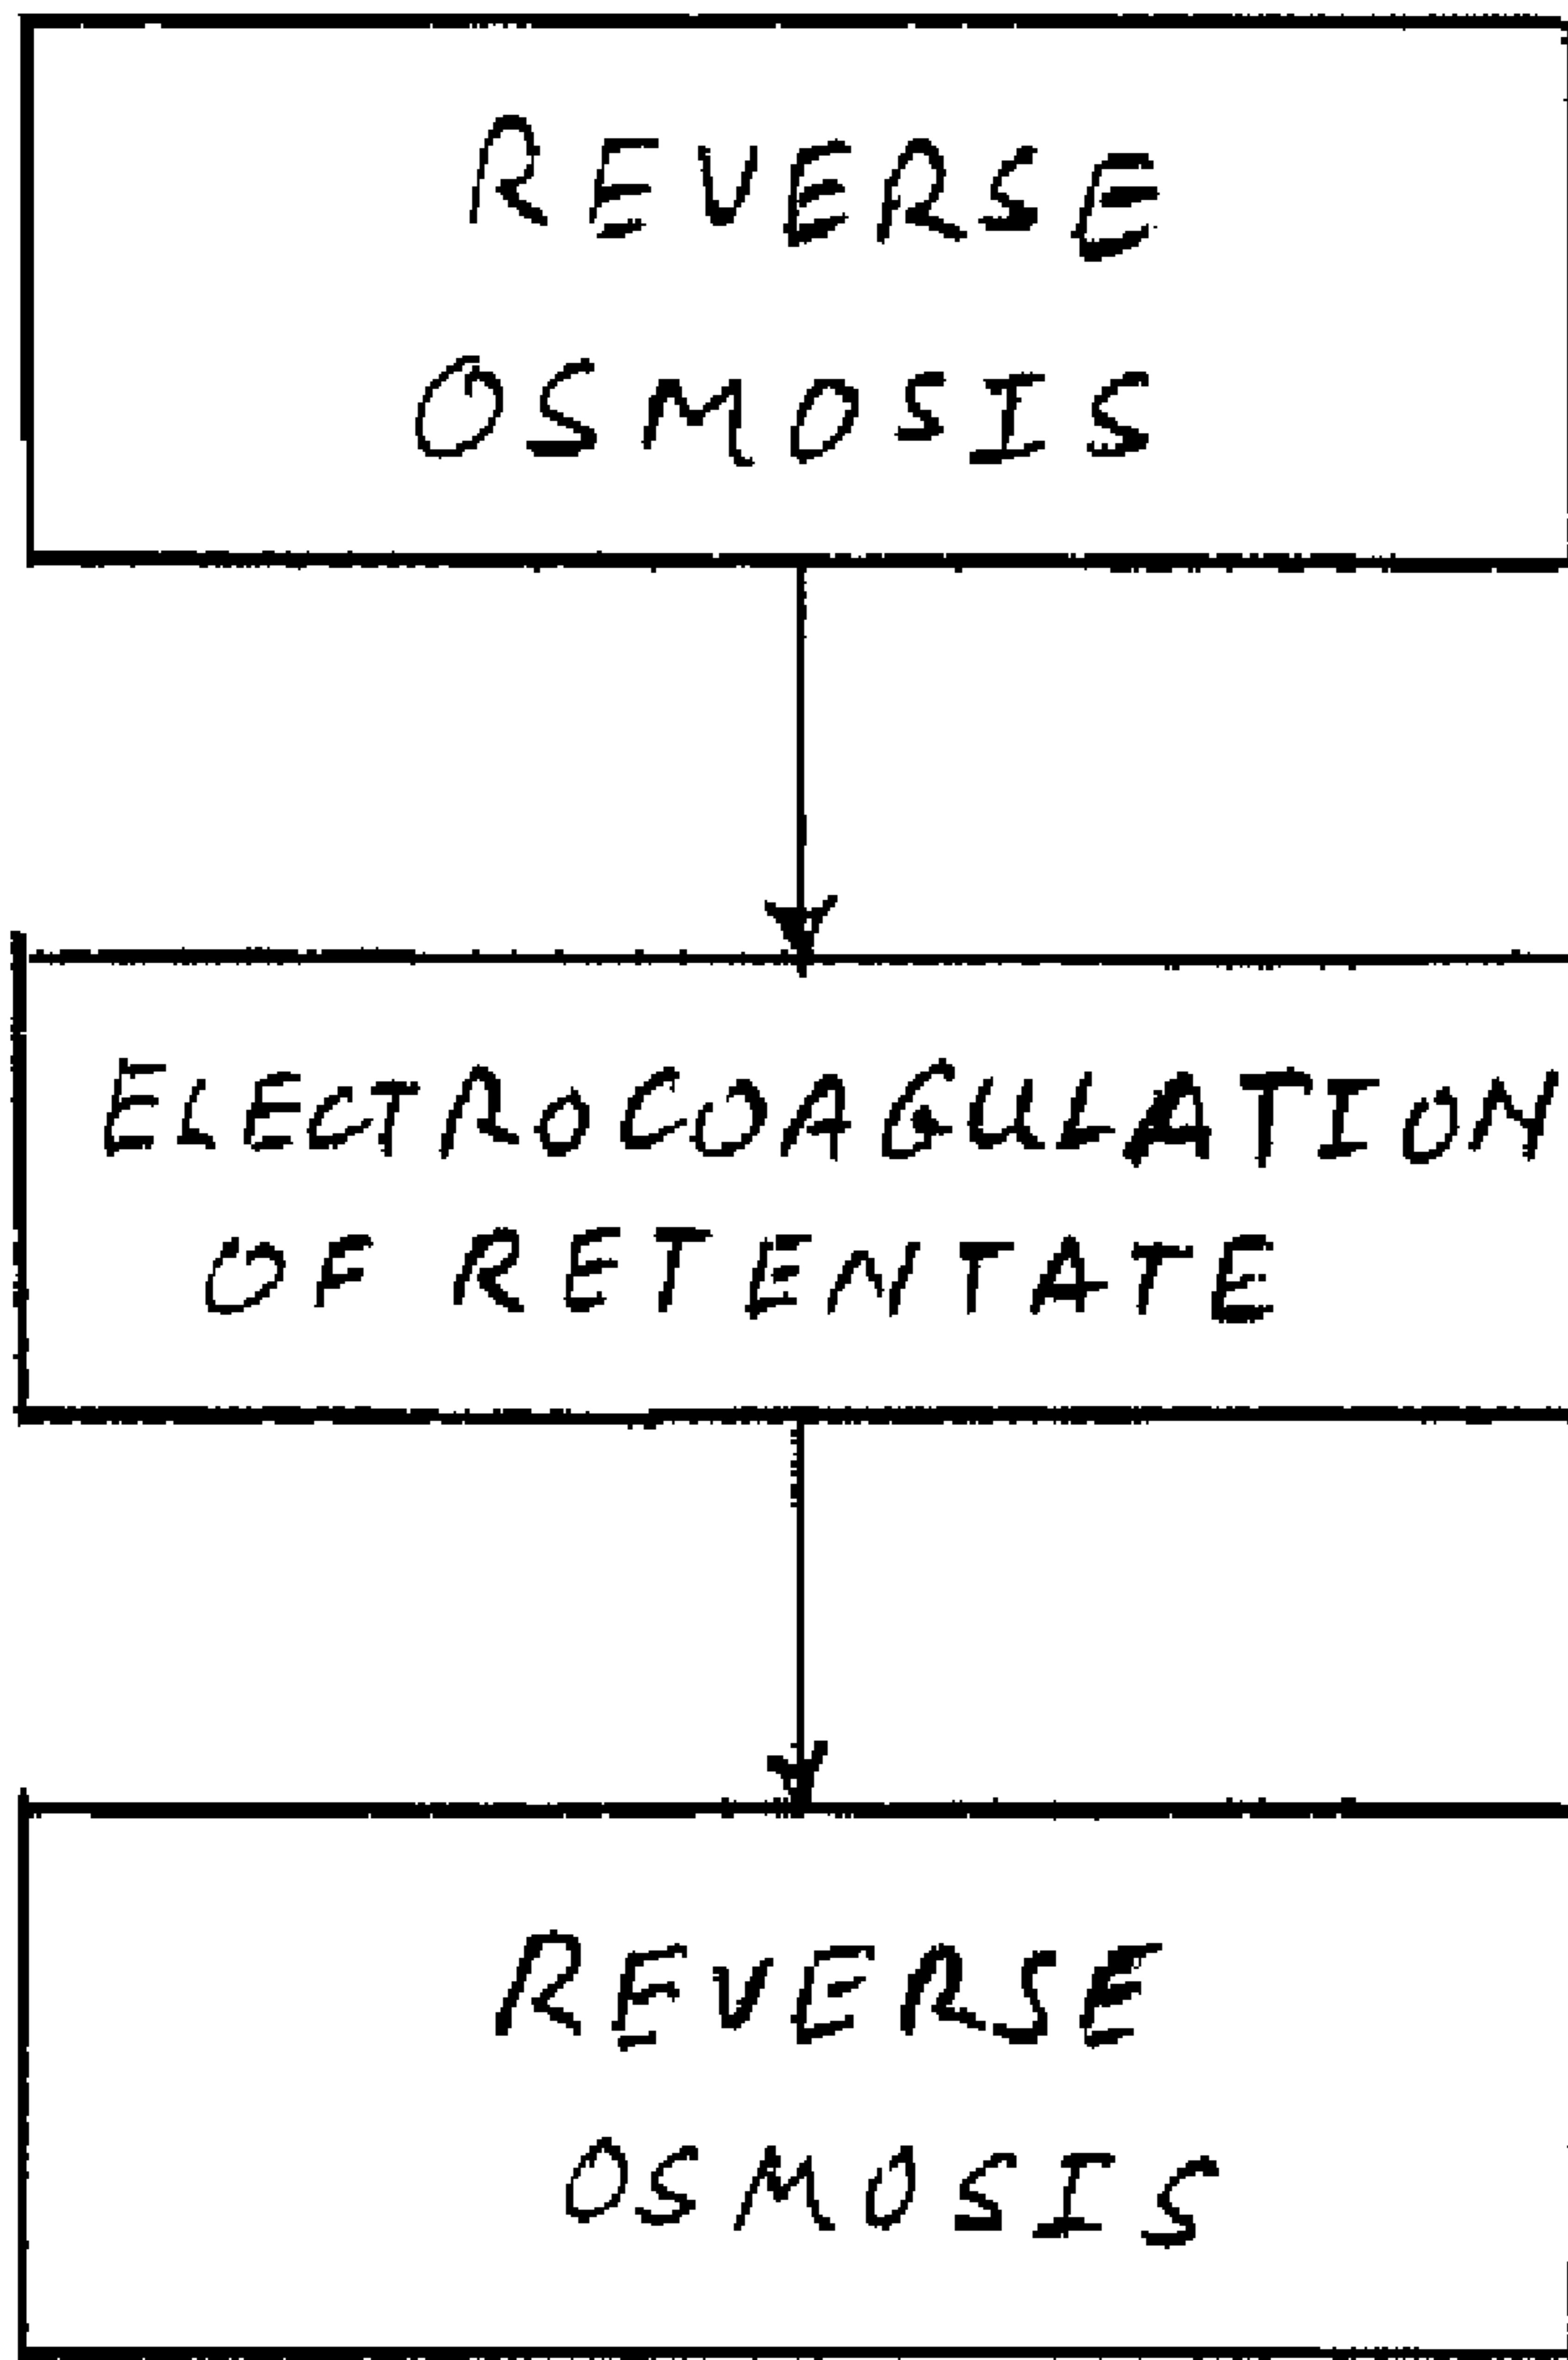 REVERSE
OSMOSIS
ELECTROCOAGULATION
OF RETENTATE
REVERSE
OSMOSIS